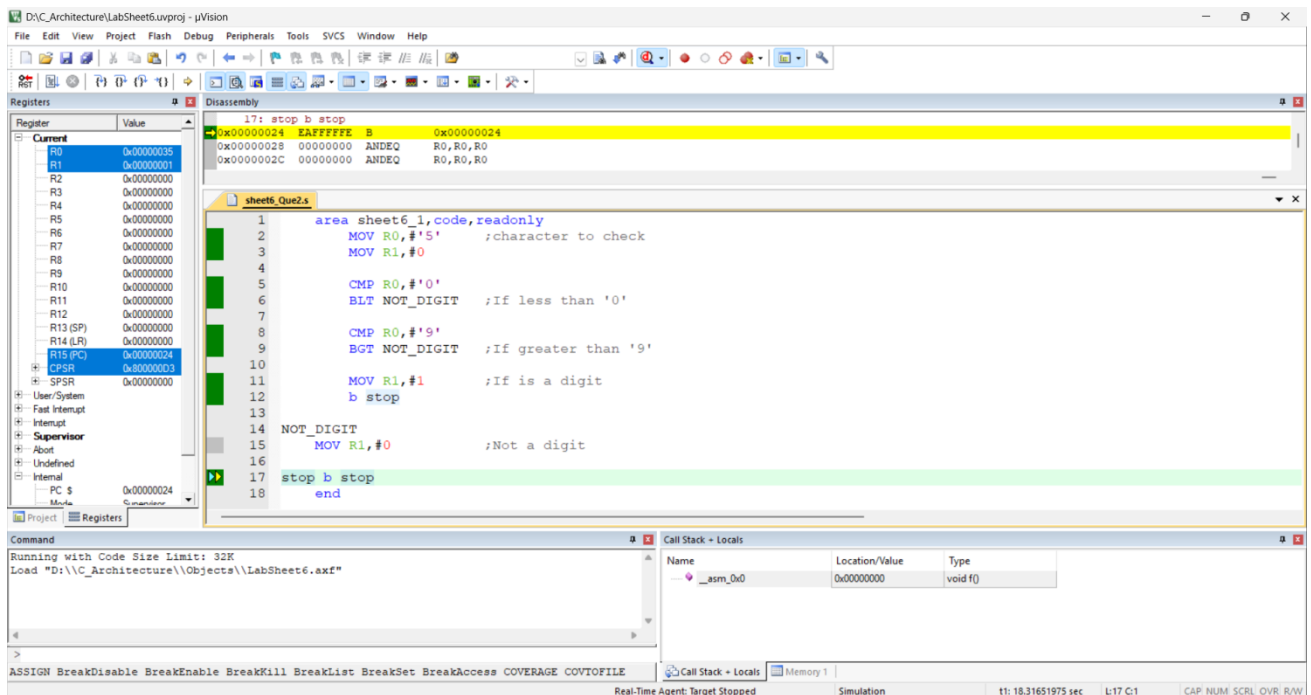 D:\C_Architecture\LabSheet6.uvproj - µVision
File Edit View Project Flash Debug Peripherals Tools SVCS Window Help
RST
Registers
Register Value
Current
R0 0x00000035
R1 0x00000001
R2 0x00000000
R3 0x00000000
R4 0x00000000
R5 0x00000000
R6 0x00000000
R7 0x00000000
R8 0x00000000
R9 0x00000000
R10 0x00000000
R11 0x00000000
R12 0x00000000
R13 (SP) 0x00000000
R14 (LR) 0x00000000
R15 (PC) 0x00000024
CPSR 0x800000D3
SPSR 0x00000000
User/System
Fast Interrupt
Interrupt
Supervisor
Abort
Undefined
Internal
PC $ 0x00000024
Mode Supervisor
Project Registers
Disassembly
17: stop b stop
0x00000024 EAFFFFFE B 0x00000024
0x00000028 00000000 ANDEQ R0,R0,R0
0x0000002C 00000000 ANDEQ R0,R0,R0
sheet6_Que2.s
1 area sheet6_1,code,readonly
2 MOV R0,#'5' ;character to check
3 MOV R1,#0
4
5 CMP R0,#'0'
6 BLT NOT_DIGIT ;If less than '0'
7
8 CMP R0,#'9'
9 BGT NOT_DIGIT ;If greater than '9'
10
11 MOV R1,#1 ;If is a digit
12 b stop
13
14 NOT_DIGIT
15 MOV R1,#0 ;Not a digit
16
17 stop b stop
18 end
Command
Running with Code Size Limit: 32K
Load "D:\\C_Architecture\\Objects\\LabSheet6.axf"
>
ASSIGN BreakDisable BreakEnable BreakKill BreakList BreakSet BreakAccess COVERAGE COVTOFILE
Call Stack + Locals
Name Location/Value Type
__asm_0x0 0x00000000 void f()
Call Stack + Locals Memory 1
Real-Time Agent: Target Stopped Simulation t1: 18.31651975 sec L:17 C:1 CAP NUM SCRL OVR R/W